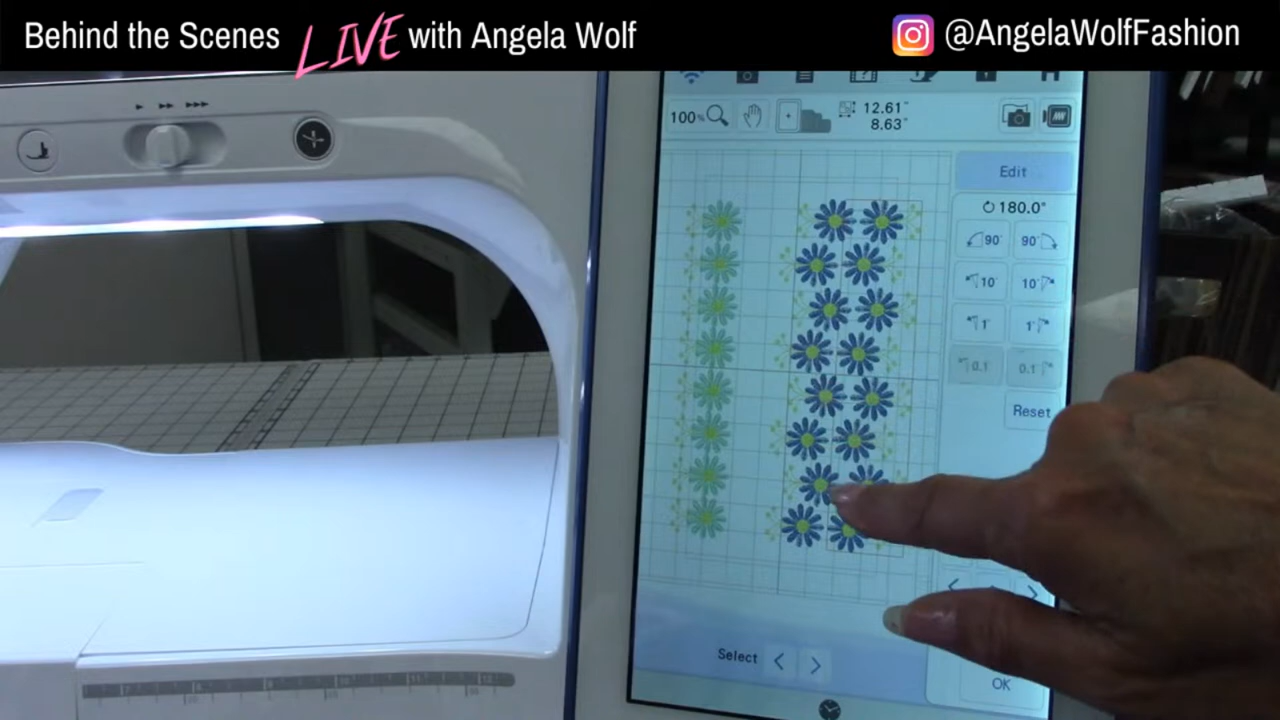 Behind the Scenes LIVE with Angela Wolf
@AngelaWolfFashion
100%
12.61"
8.63"
Edit
180.0°
90° 90°
10° 10°
1° 1°
0.1° 0.1°
Reset
Select
OK